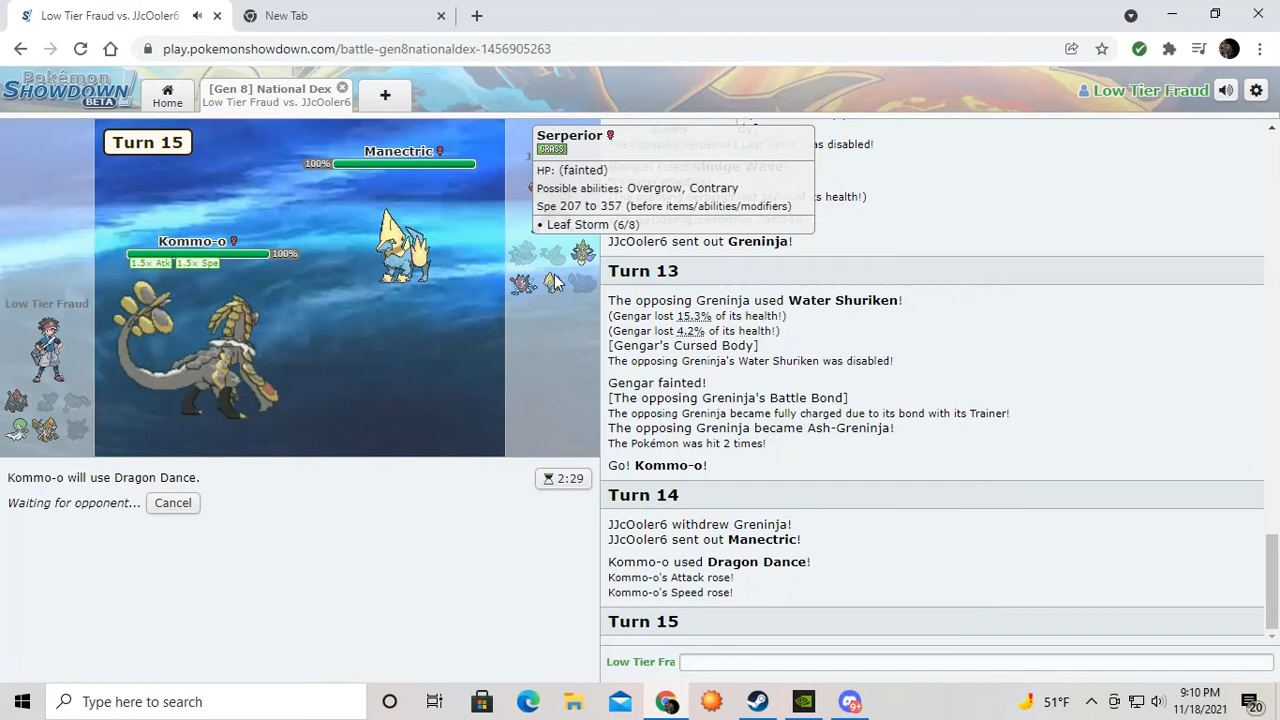 Low Tier Fraud vs. JJcOoler6
New Tab
play.pokemonshowdown.com/battle-gen8nationaldex-1456905263
Pokémon
SHOWDOWN
BETA
Home
[Gen 8] National Dex
Low Tier Fraud vs. JJcOoler6
Low Tier Fraud
Turn 15
Manectric
100%
Kommo-o
100%
1.5× Atk 1.5× Spe
Low Tier Fraud
Serperior
GRASS
HP: (fainted)
Possible abilities: Overgrow, Contrary
Spe 207 to 357 (before items/abilities/modifiers)
• Leaf Storm (6/8)
was disabled!
of its health!)
JJcOoler6 sent out Greninja!
Turn 13
The opposing Greninja used Water Shuriken!
(Gengar lost 15.3% of its health!)
(Gengar lost 4.2% of its health!)
[Gengar's Cursed Body]
The opposing Greninja's Water Shuriken was disabled!
Gengar fainted!
[The opposing Greninja's Battle Bond]
The opposing Greninja became fully charged due to its bond with its Trainer!
The opposing Greninja became Ash-Greninja!
The Pokémon was hit 2 times!
Go! Kommo-o!
Turn 14
JJcOoler6 withdrew Greninja!
JJcOoler6 sent out Manectric!
Kommo-o used Dragon Dance!
Kommo-o's Attack rose!
Kommo-o's Speed rose!
Turn 15
Kommo-o will use Dragon Dance.
2:29
Waiting for opponent...
Cancel
Low Tier Fra
Type here to search
9+
51°F
9:10 PM
11/18/2021
20